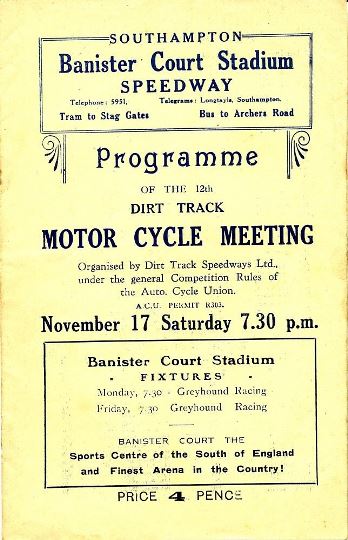 SOUTHAMPTON
Banister Court Stadium
SPEEDWAY
Telephone: 5951. Telegrams: Longtayls, Southampton.
Tram to Stag Gates Bus to Archers Road
Programme
OF THE 12th
DIRT TRACK
MOTOR CYCLE MEETING
Organised by Dirt Track Speedways Ltd.,
under the general Competition Rules of
the Auto. Cycle Union.
A.C.U. PERMIT R303.
November 17 Saturday 7.30 p.m.
Banister Court Stadium
- FIXTURES -
Monday, 7.30 - Greyhound Racing
Friday, 7.30 Greyhound Racing
BANISTER COURT THE
Sports Centre of the South of England
and Finest Arena in the Country!
PRICE 4 PENCE